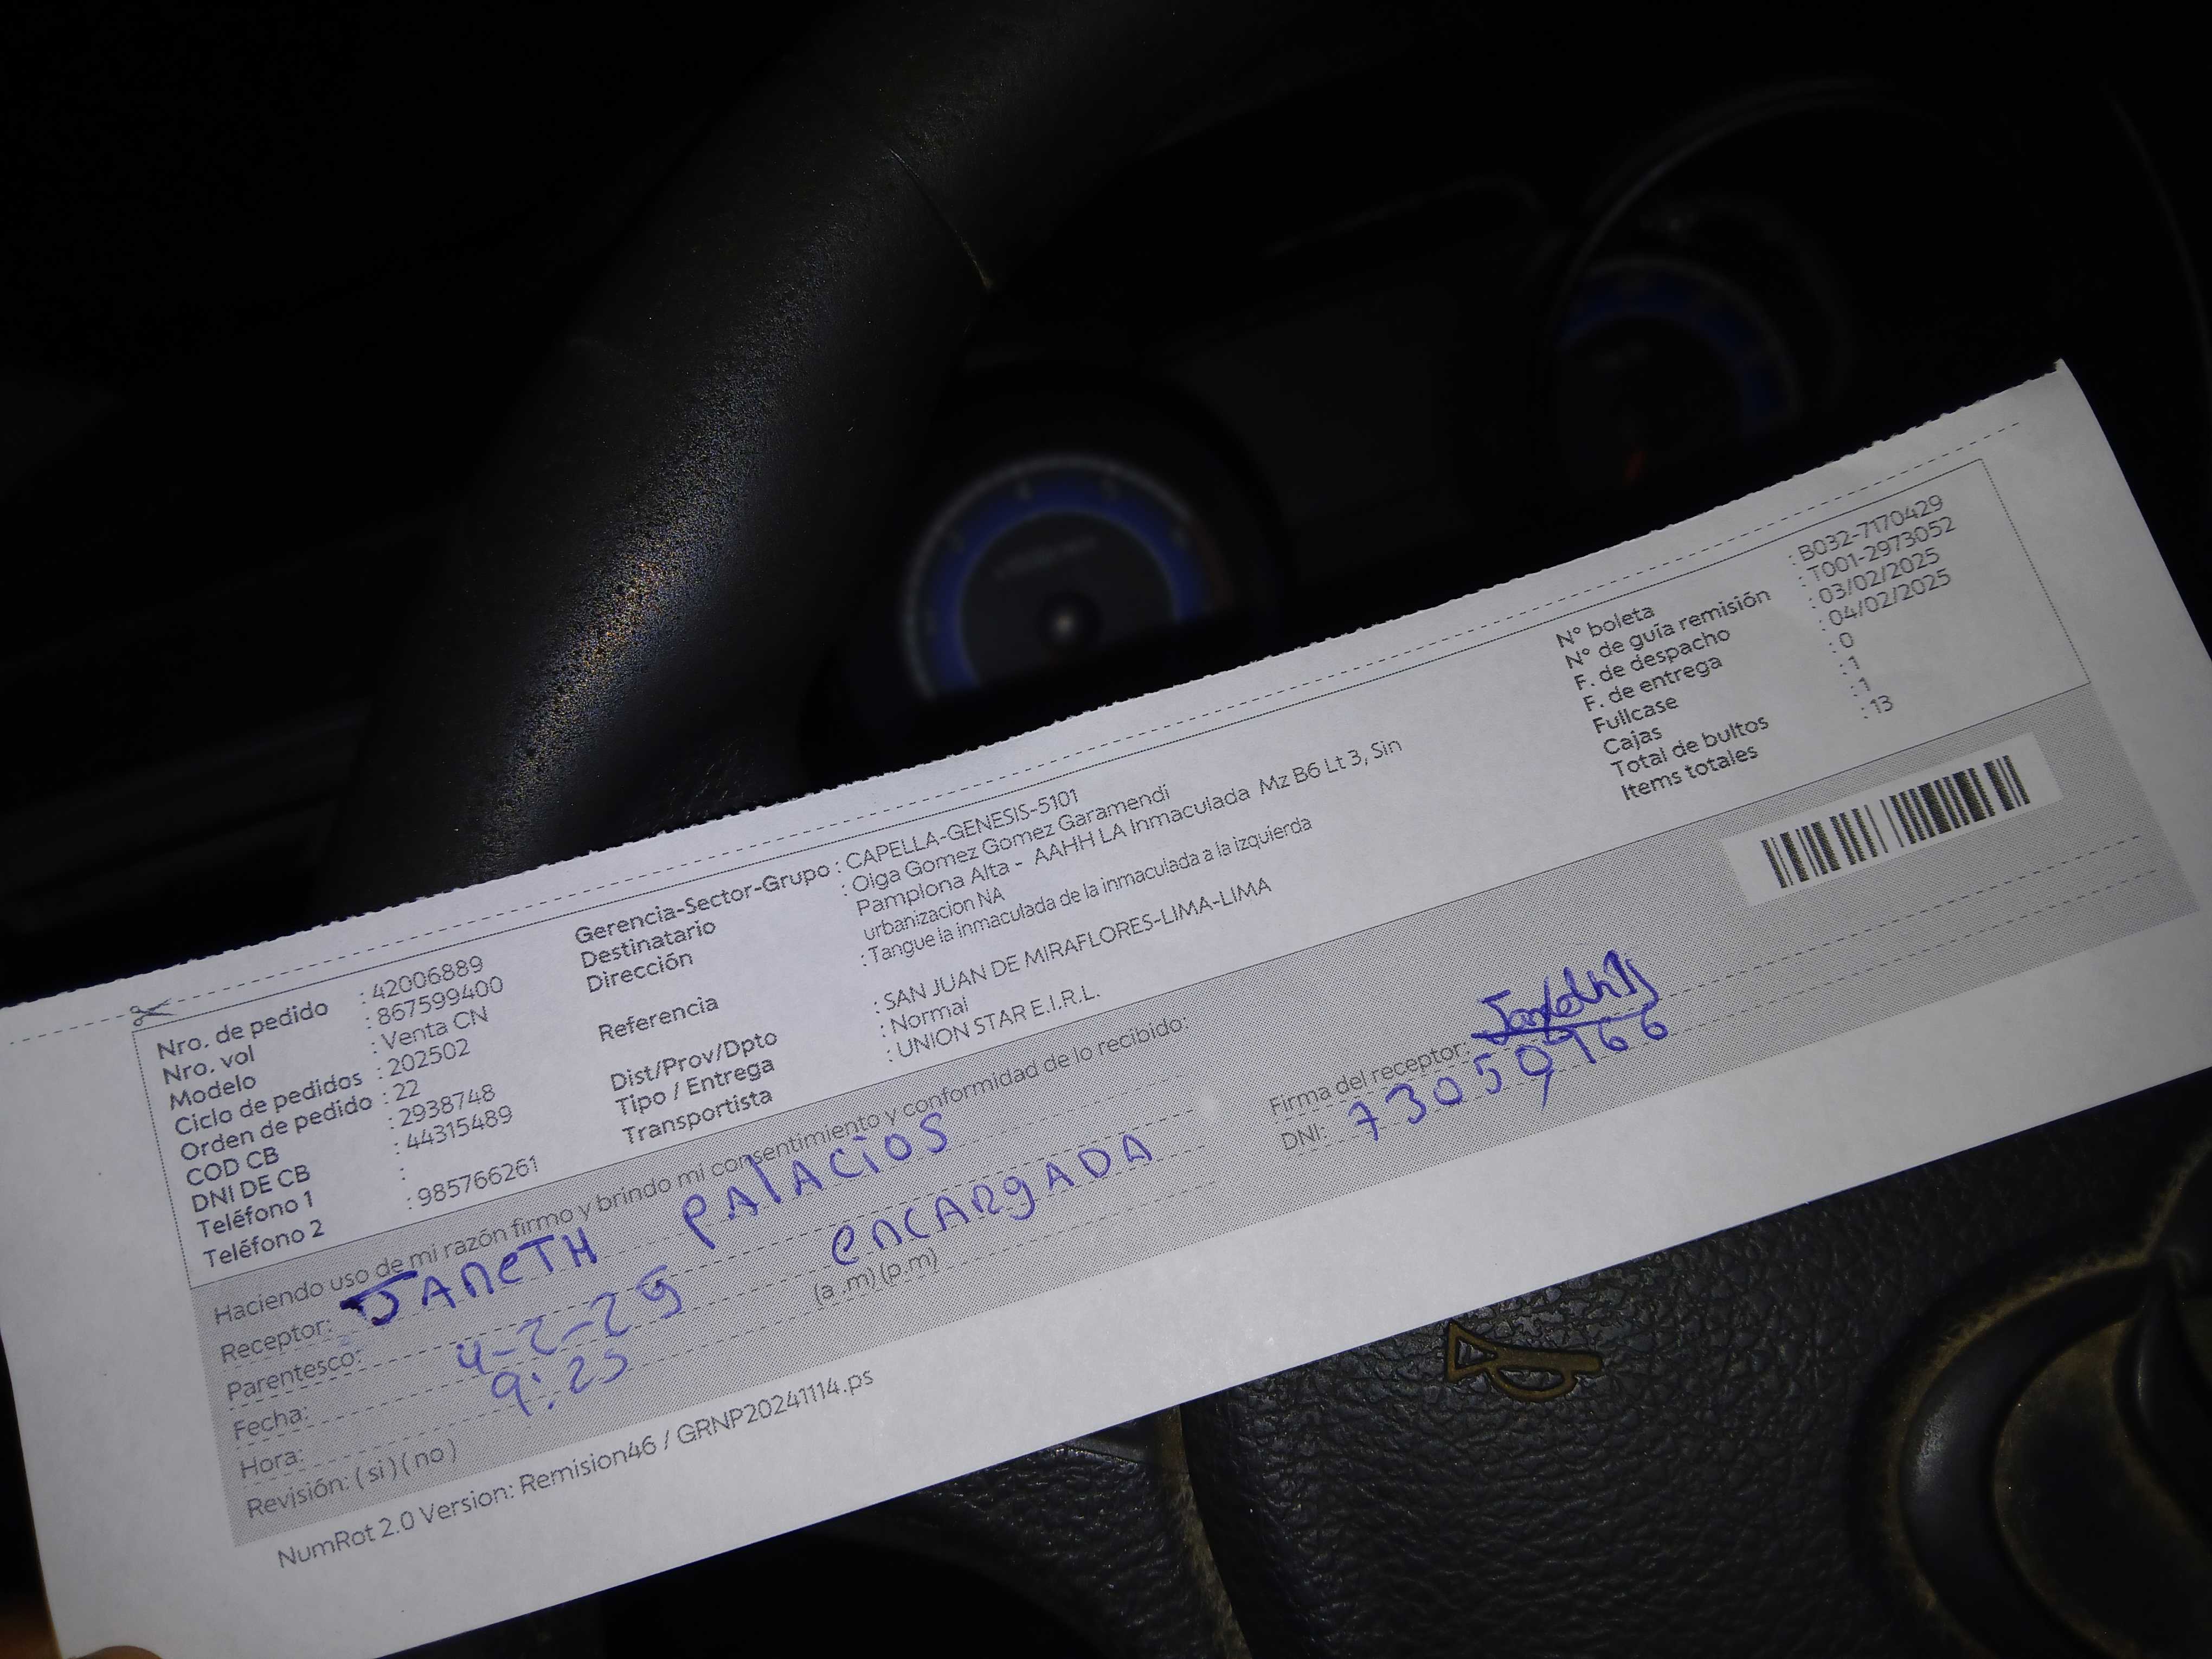 Nro. de pedido : 42006889
Nro. vol : 867599400
Modelo : Venta CN
Ciclo de pedidos : 202502
Orden de pedido : 22
COD CB : 2938748
DNI DE CB : 44315489
Teléfono 1 :
Teléfono 2 : 985766261
Gerencia-Sector-Grupo : CAPELLA-GENESIS-5101
Destinatario : Olga Gomez Gomez Garamendi
Dirección Pamplona Alta - AAHH LA Inmaculada Mz B6 Lt 3, Sin
urbanizacion NA
Referencia : Tangue la inmaculada de la inmaculada a la izquierda
Dist/Prov/Dpto : SAN JUAN DE MIRAFLORES-LIMA-LIMA
Tipo / Entrega : Normal
Transportista : UNION STAR E.I.R.L.
N° boleta : B032-7170429
N° de guía remisión : T001-2973052
F. de despacho : 03/02/2025
F. de entrega : 04/02/2025
Fullcase : 0
Cajas : 1
Total de bultos : 1
Items totales : 13
Haciendo uso de mi razón firmo y brindo mi consentimiento y conformidad de lo recibido:
Receptor: JANETH PALACIOS
Parentesco: ENCARGADA
Fecha: 4-2-25
Hora: 9:25 (a .m) (p.m)
Revisión: ( si ) ( no )
Firma del receptor:
DNI: 73059966
NumRot 2.0 Version: Remision46 / GRNP20241114.ps